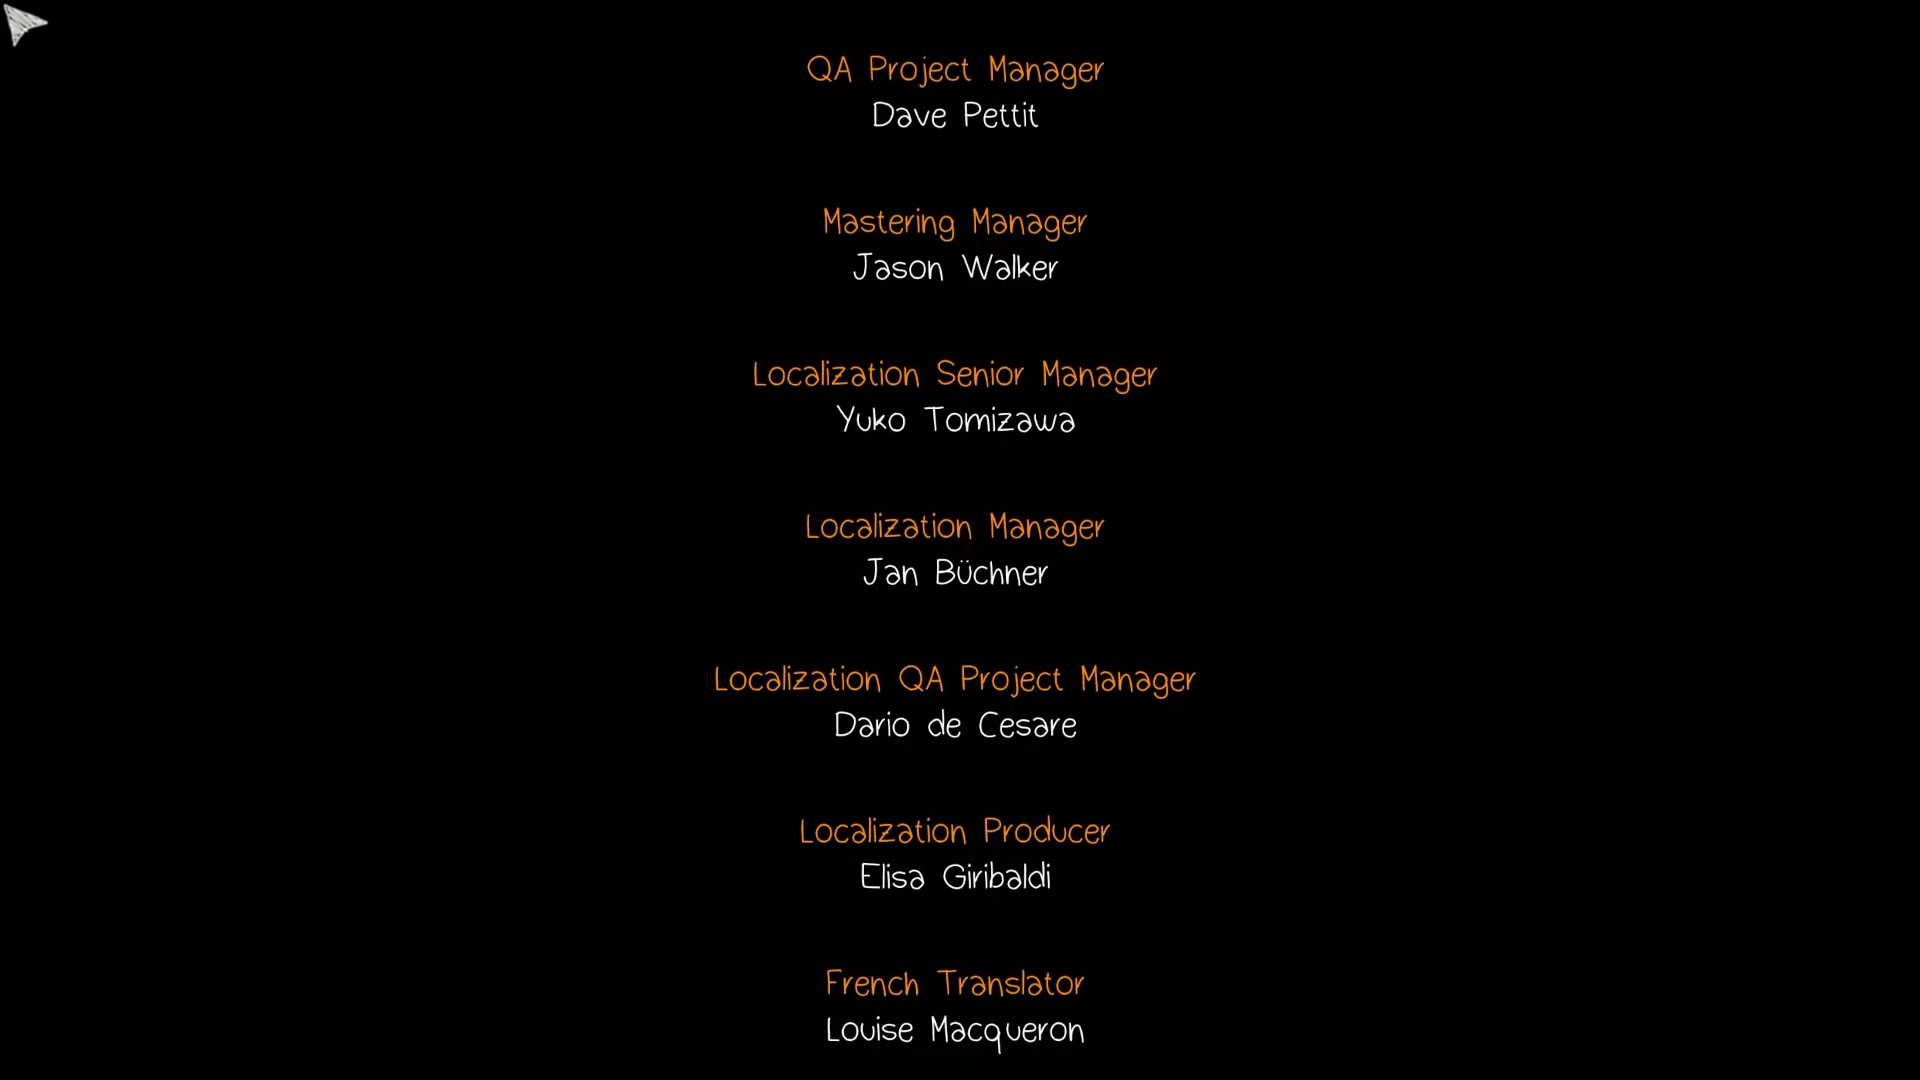 QA Project Manager
Dave Pettit
Mastering Manager
Jason Walker
Localization Senior Manager
Yuko Tomizawa
Localization Manager
Jan Büchner
Localization QA Project Manager
Dario de Cesare
Localization Producer
Elisa Giribaldi
French Translator
Louise Macqueron